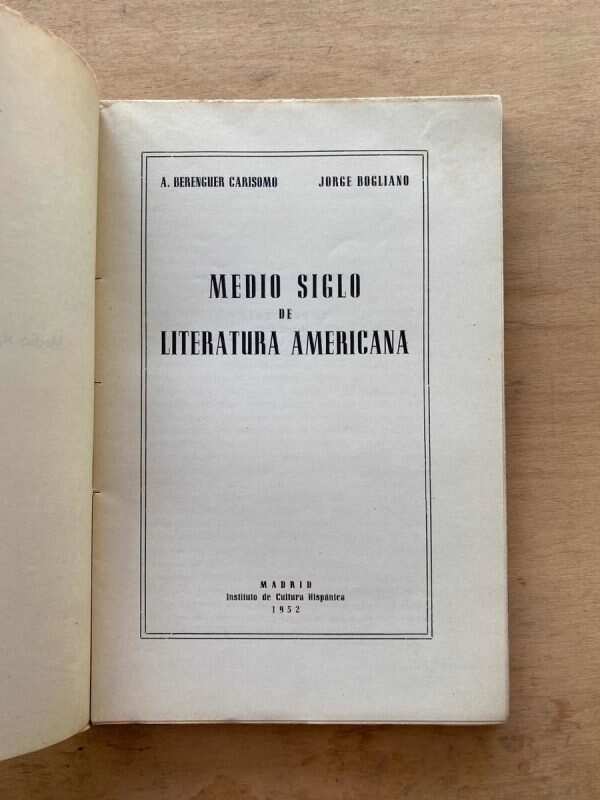 A. BERENGUER CARISOMO JORGE BOGLIANO
MEDIO SIGLO
DE
LITERATURA AMERICANA
MADRID
Instituto de Cultura Hispánica
1952